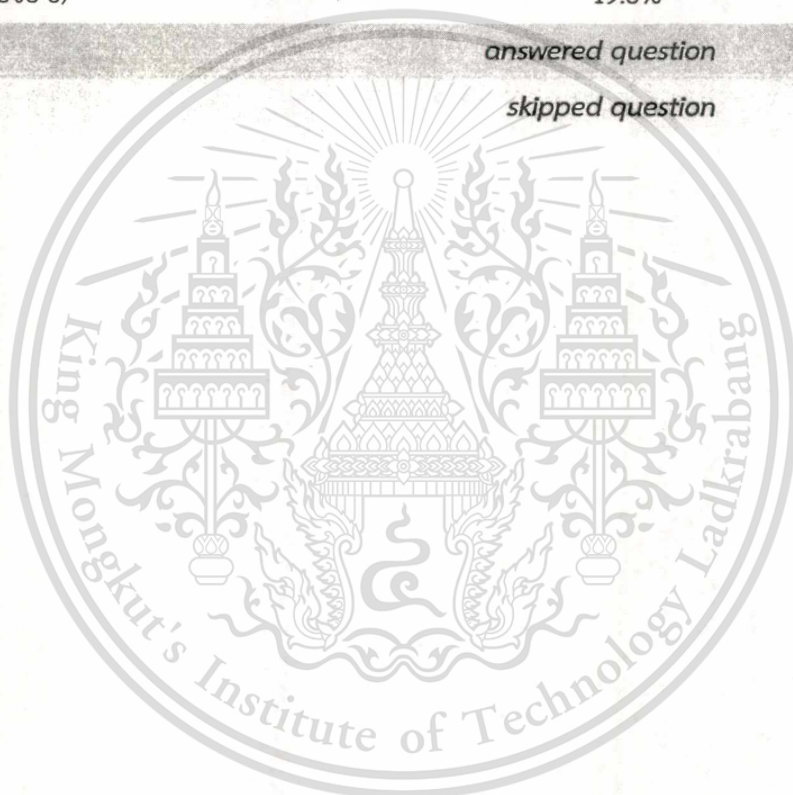 answered question
skipped question
King Mongkut's Institute of Technology Ladkrabang